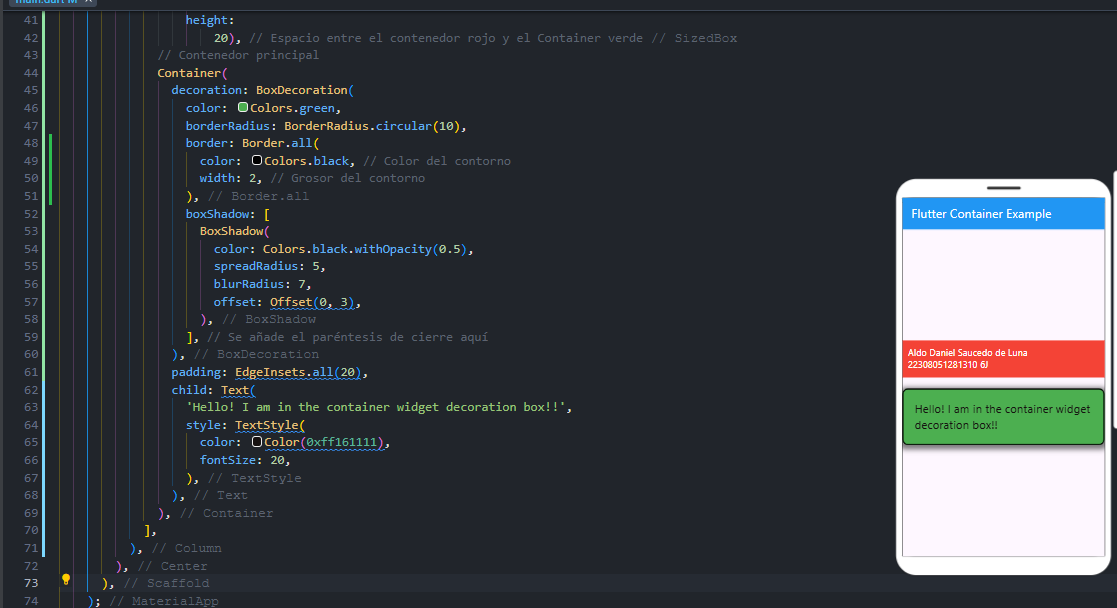 main.dart M ×
41 height:
42 20), // Espacio entre el contenedor rojo y el Container verde // SizedBox
43 // Contenedor principal
44 Container(
45 decoration: BoxDecoration(
46 color: Colors.green,
47 borderRadius: BorderRadius.circular(10),
48 border: Border.all(
49 color: Colors.black, // Color del contorno
50 width: 2, // Grosor del contorno
51 ), // Border.all
52 boxShadow: [
53 BoxShadow(
54 color: Colors.black.withOpacity(0.5),
55 spreadRadius: 5,
56 blurRadius: 7,
57 offset: Offset(0, 3),
58 ), // BoxShadow
59 ], // Se añade el paréntesis de cierre aquí
60 ), // BoxDecoration
61 padding: EdgeInsets.all(20),
62 child: Text(
63 'Hello! I am in the container widget decoration box!!',
64 style: TextStyle(
65 color: Color(0xff161111),
66 fontSize: 20,
67 ), // TextStyle
68 ), // Text
69 ), // Container
70 ],
71 ), // Column
72 ), // Center
73 ), // Scaffold
74 ); // MaterialApp
Flutter Container Example
Aldo Daniel Saucedo de Luna
22308051281310 6J
Hello! I am in the container widget
decoration box!!